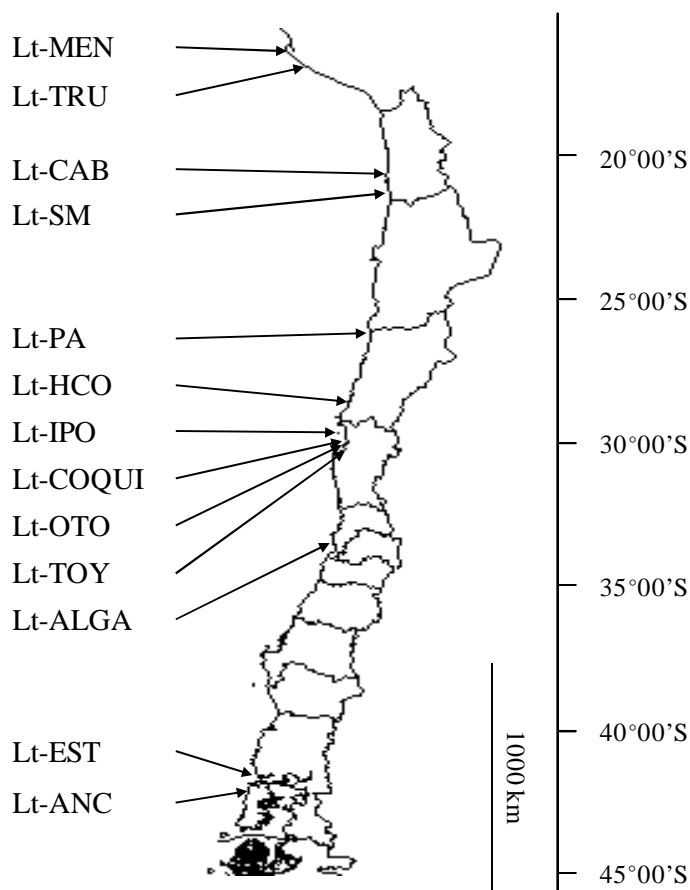 Lt-MEN
Lt-TRU
Lt-CAB
Lt-SM
Lt-PA
Lt-HCO
Lt-IPO
Lt-COQUI
Lt-OTO
Lt-TOY
Lt-ALGA
Lt-EST
Lt-ANC
20°00'S
25°00'S
30°00'S
35°00'S
40°00'S
45°00'S
1000 km